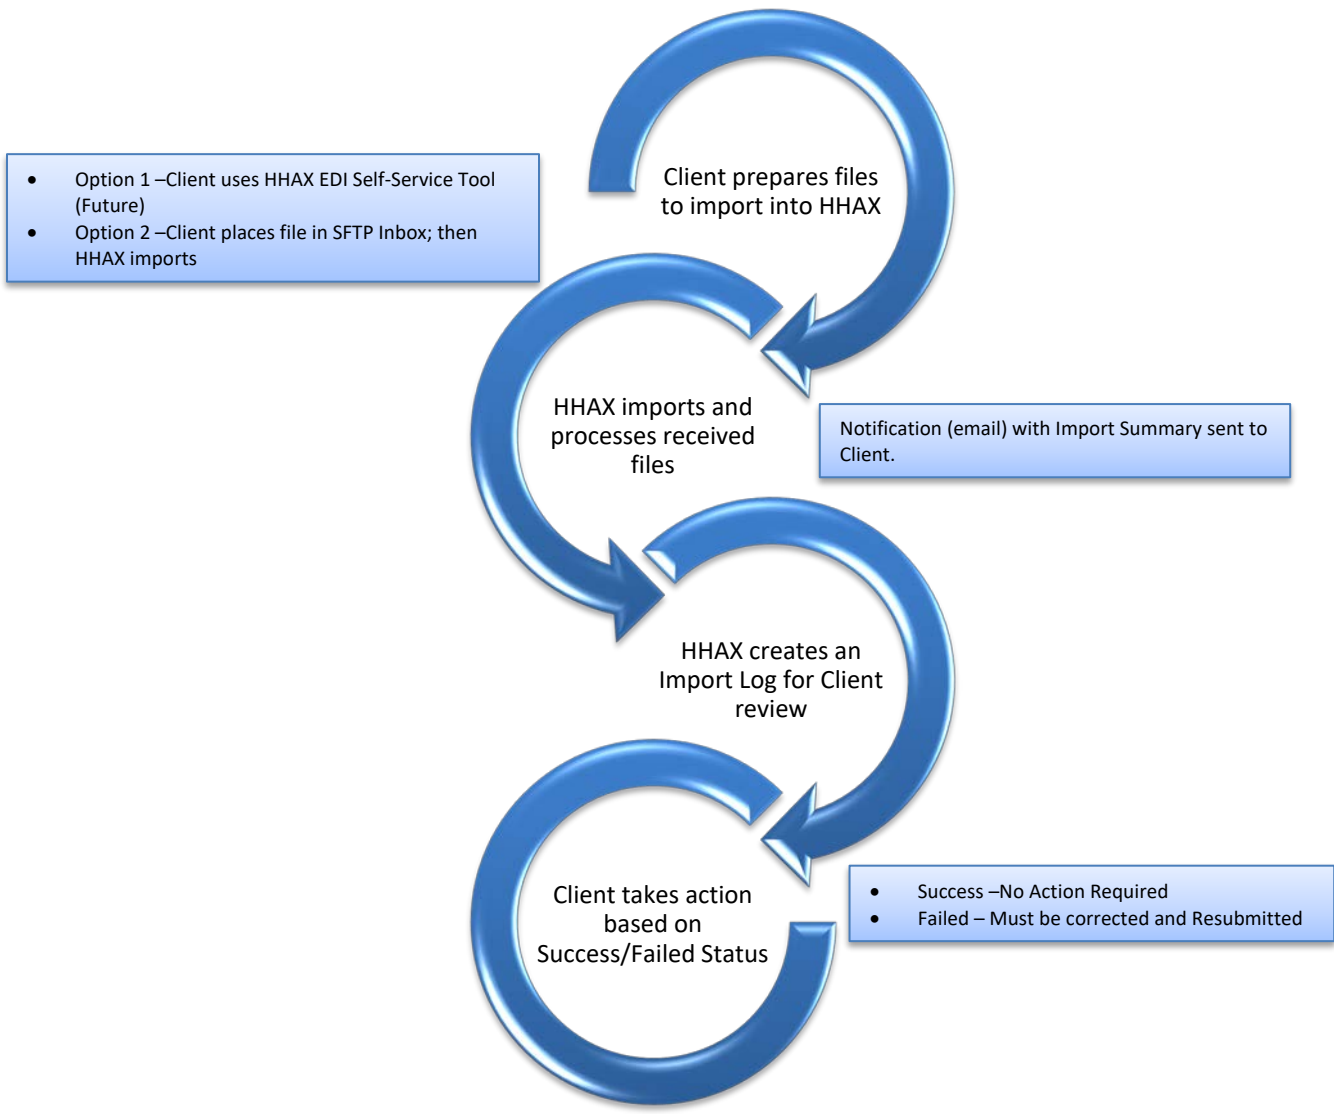 Client prepares files
to import into HHAX
• Option 1 –Client uses HHAX EDI Self-Service Tool
(Future)
• Option 2 –Client places file in SFTP Inbox; then
HHAX imports
HHAX imports and
processes received
files
Notification (email) with Import Summary sent to
Client.
HHAX creates an
Import Log for Client
review
Client takes action
based on
Success/Failed Status
• Success –No Action Required
• Failed – Must be corrected and Resubmitted